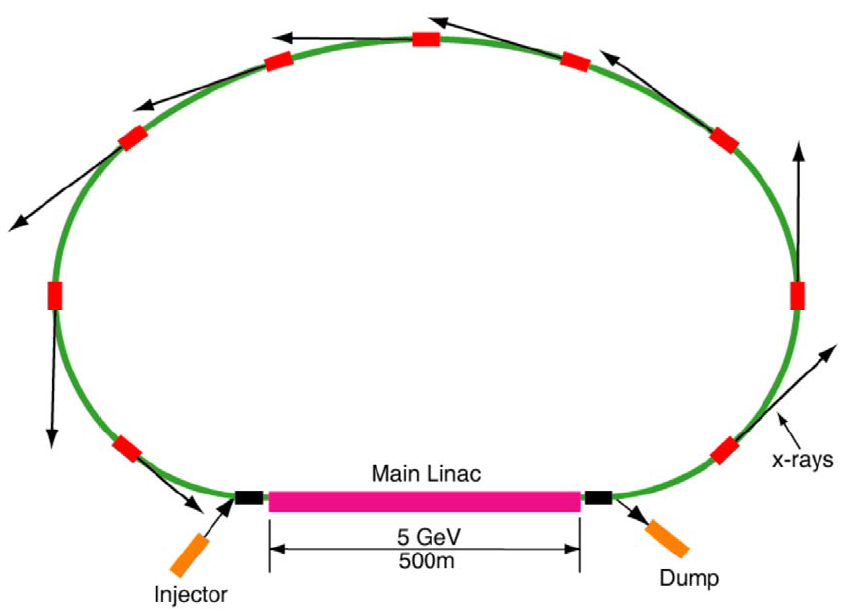 x-rays
Main Linac
5 GeV
500m
Injector
Dump